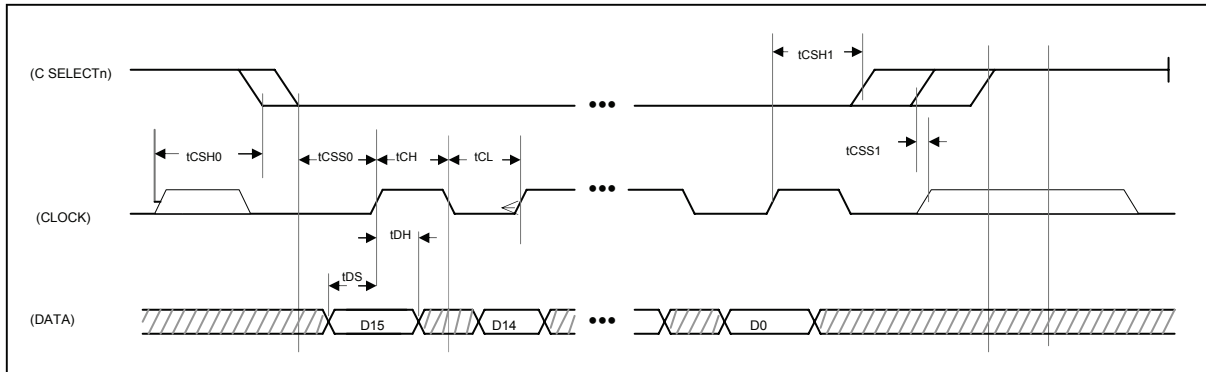 tCSH1
(C SELECTn)
•••
tCSS1
tCSH0
tCSS0
tCH
tCL
•••
(CLOCK)
tDH
tDS
(DATA)
D15
D14
•••
D0